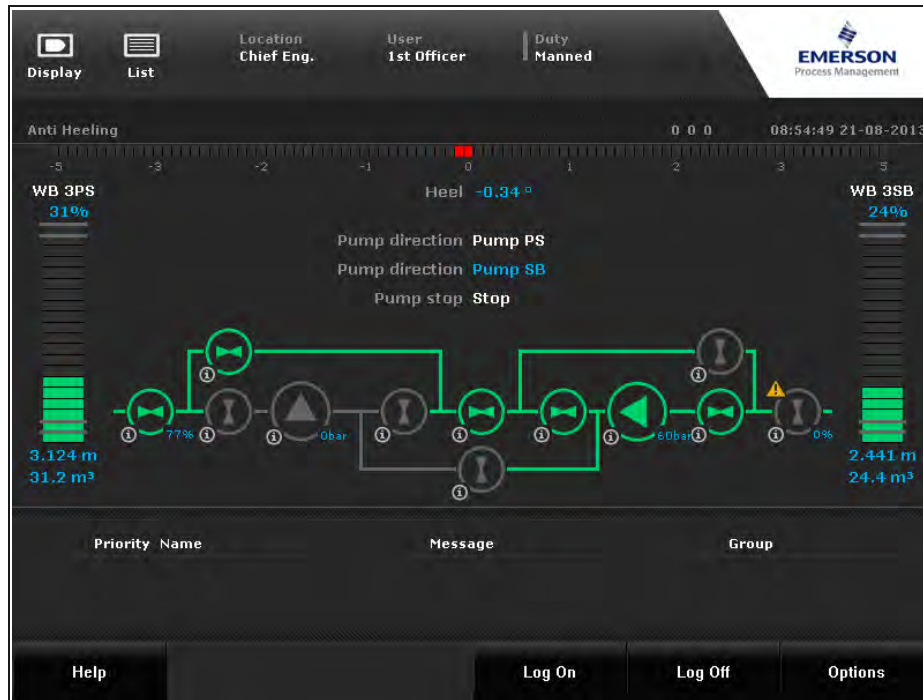 Location User Duty
Display List Chief Eng. 1st Officer Manned
EMERSON
Process Management
Anti Heeling 0 0 0 08:54:49 21-08-2013
-5 -3 -2 -1 0 1 2 3 5
WB 3PS Heel -0.34 ° WB 3SB
31% 24%
Pump direction Pump PS
Pump direction Pump SB
Pump stop Stop
77% 0bar 60bar 0%
3.124 m 2.441 m
31.2 m³ 24.4 m³
Priority Name Message Group
Help Log On Log Off Options